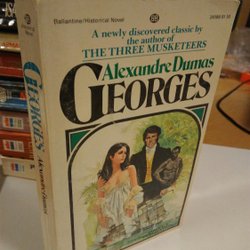 Ballantine/Historical Novel
A newly discovered classic by
the author of
THE THREE MUSKETEERS
Alexandre Dumas
GEORGES
GEORGES
Alexandre Dumas